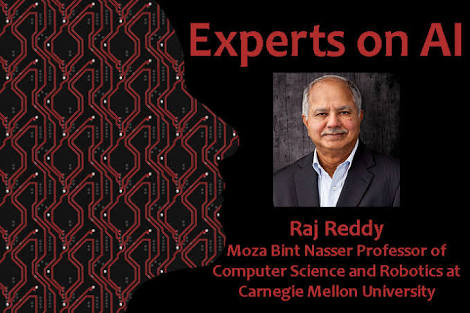 Experts on AI
Raj Reddy
Moza Bint Nasser Professor of
Computer Science and Robotics at
Carnegie Mellon University